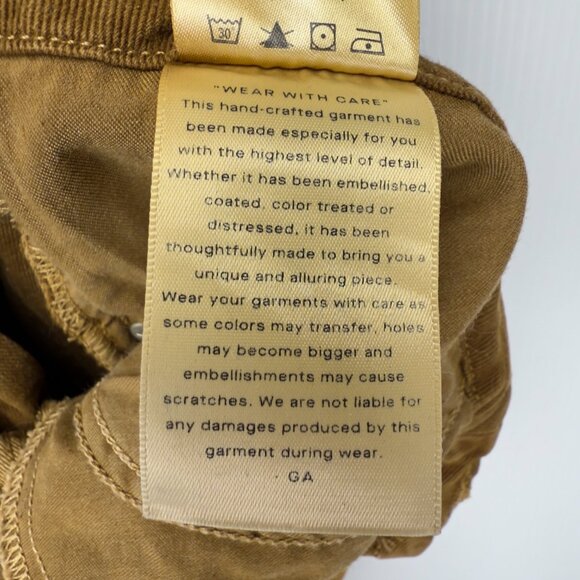 30
"WEAR WITH CARE"
This hand-crafted garment has
been made especially for you
with the highest level of detail.
Whether it has been embellished,
coated, color treated or
distressed, it has been
thoughtfully made to bring you a
unique and alluring piece.
Wear your garments with care as
some colors may transfer, holes
may become bigger and
embellishments may cause
scratches. We are not liable for
any damages produced by this
garment during wear.
GA